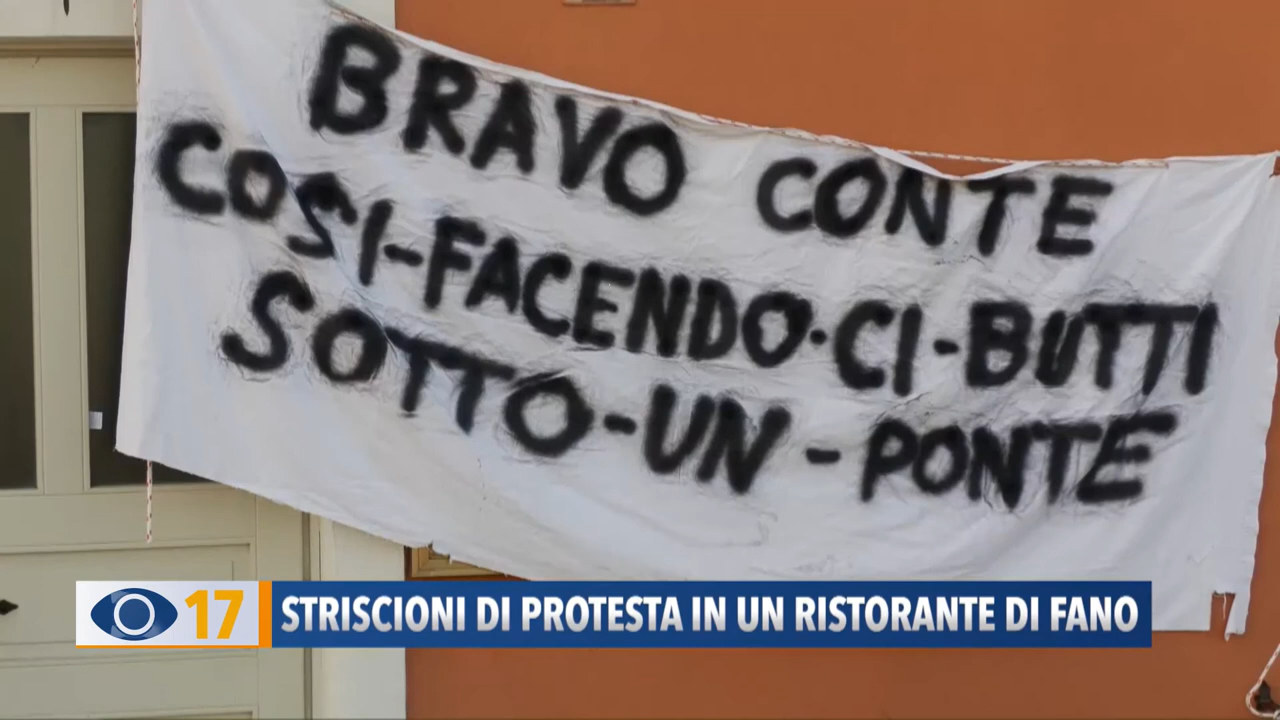 BRAVO CONTE
COSI-FACENDO·CI-BUTTI
SOTTO-UN-PONTE
17 STRISCIONI DI PROTESTA IN UN RISTORANTE DI FANO